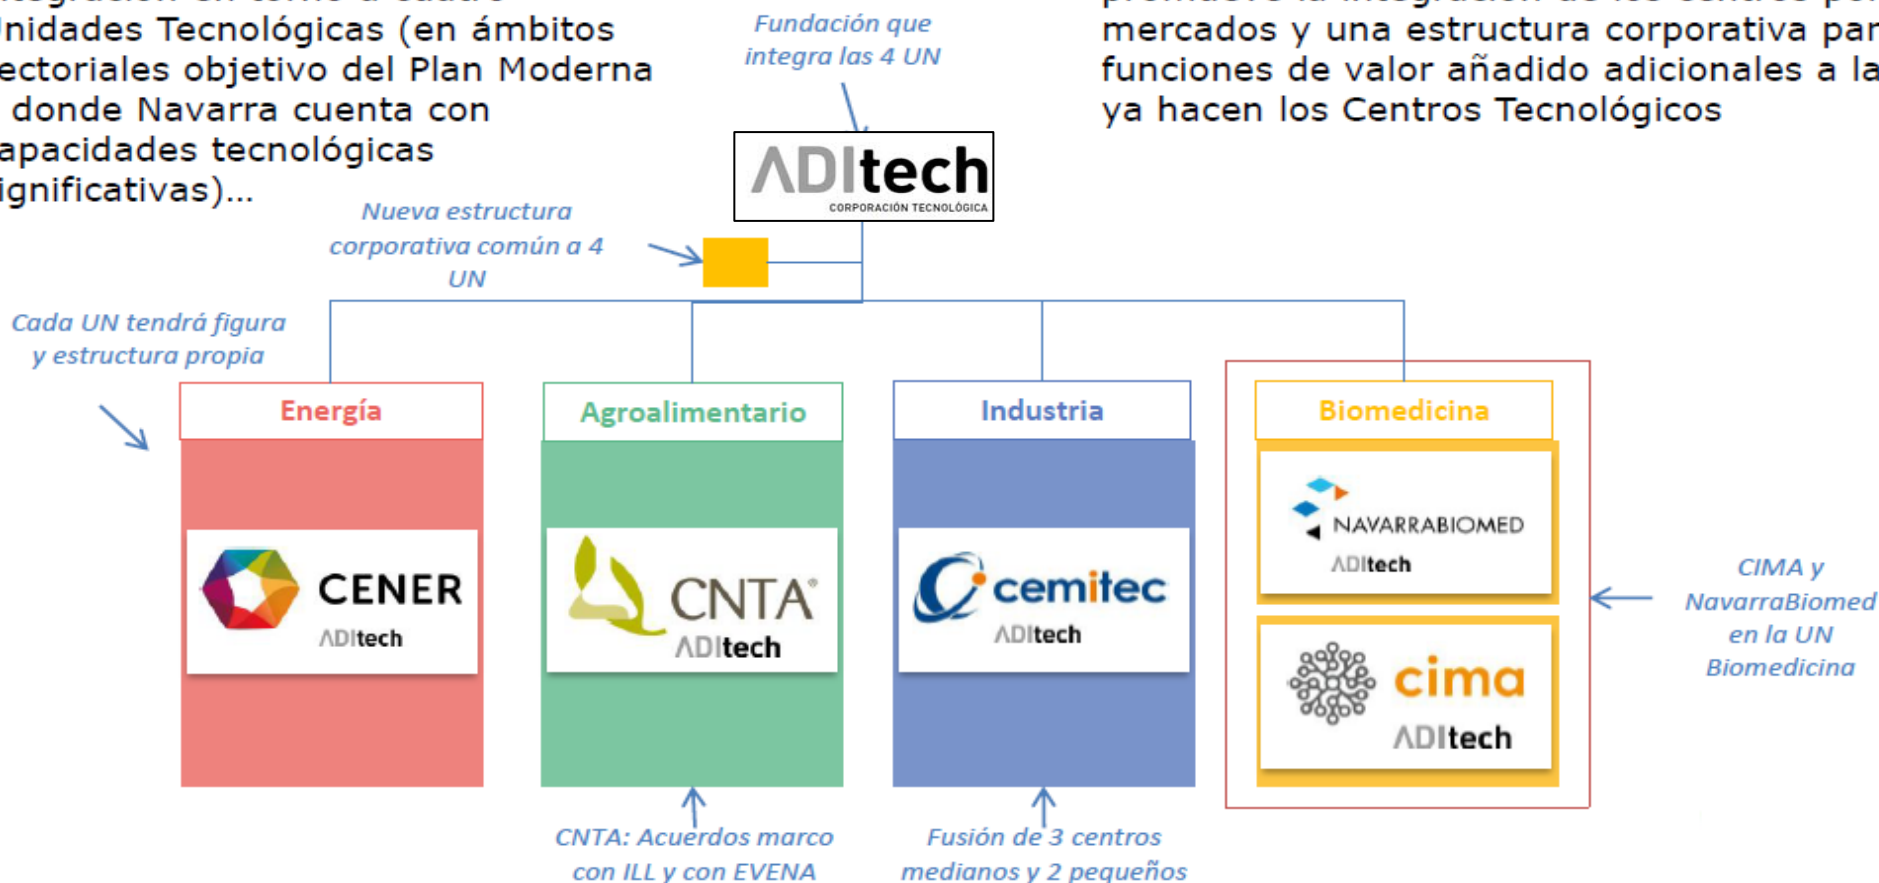 Unidades Tecnológicas (en ámbitos
sectoriales objetivo del Plan Moderna
donde Navarra cuenta con
capacidades tecnológicas
significativas)...
mercados y una estructura corporativa par
funciones de valor añadido adicionales a la
ya hacen los Centros Tecnológicos
Fundación que
integra las 4 UN
ADItech
CORPORACIÓN TECNOLÓGICA
Nueva estructura
corporativa común a 4
UN
Cada UN tendrá figura
y estructura propia
Energía
CENER
ADItech
Agroalimentario
CNTA®
ADItech
Industria
cemitec
ADItech
Biomedicina
NAVARRABIOMED
ADItech
cima
ADItech
CIMA y
NavarraBiomed
en la UN
Biomedicina
CNTA: Acuerdos marco
con ILL y con EVENA
Fusión de 3 centros
medianos y 2 pequeños